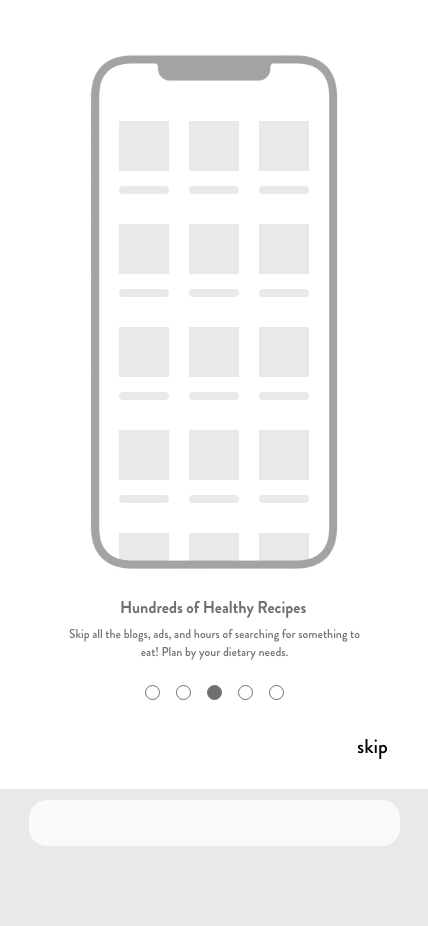 Hundreds of Healthy Recipes
Skip all the blogs, ads, and hours of searching for something to
eat! Plan by your dietary needs.
skip